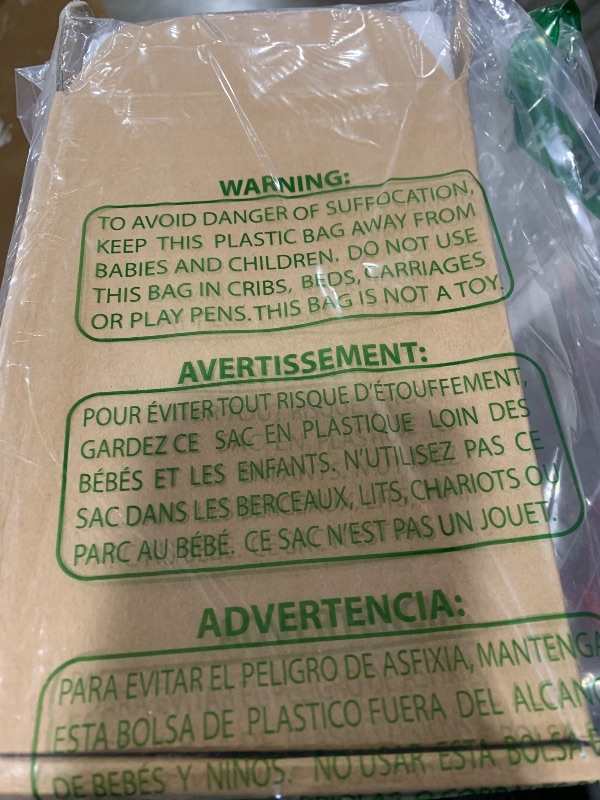 WARNING:
TO AVOID DANGER OF SUFFOCATION,
KEEP THIS PLASTIC BAG AWAY FROM
BABIES AND CHILDREN. DO NOT USE
THIS BAG IN CRIBS, BEDS, CARRIAGES
OR PLAY PENS. THIS BAG IS NOT A TOY.
AVERTISSEMENT:
POUR ÉVITER TOUT RISQUE D'ÉTOUFFEMENT,
GARDEZ CE SAC EN PLASTIQUE LOIN DES
BÉBÉS ET LES ENFANTS. N'UTILISEZ PAS CE
SAC DANS LES BERCEAUX, LITS, CHARIOTS OU
PARC AU BÉBÉ. CE SAC N'EST PAS UN JOUET.
ADVERTENCIA:
PARA EVITAR EL PELIGRO DE ASFIXIA, MANTENGA
ESTA BOLSA DE PLASTICO FUERA DEL ALCAN
DE BEBÉS Y NINOS. NO USAR ESTA BOLSA